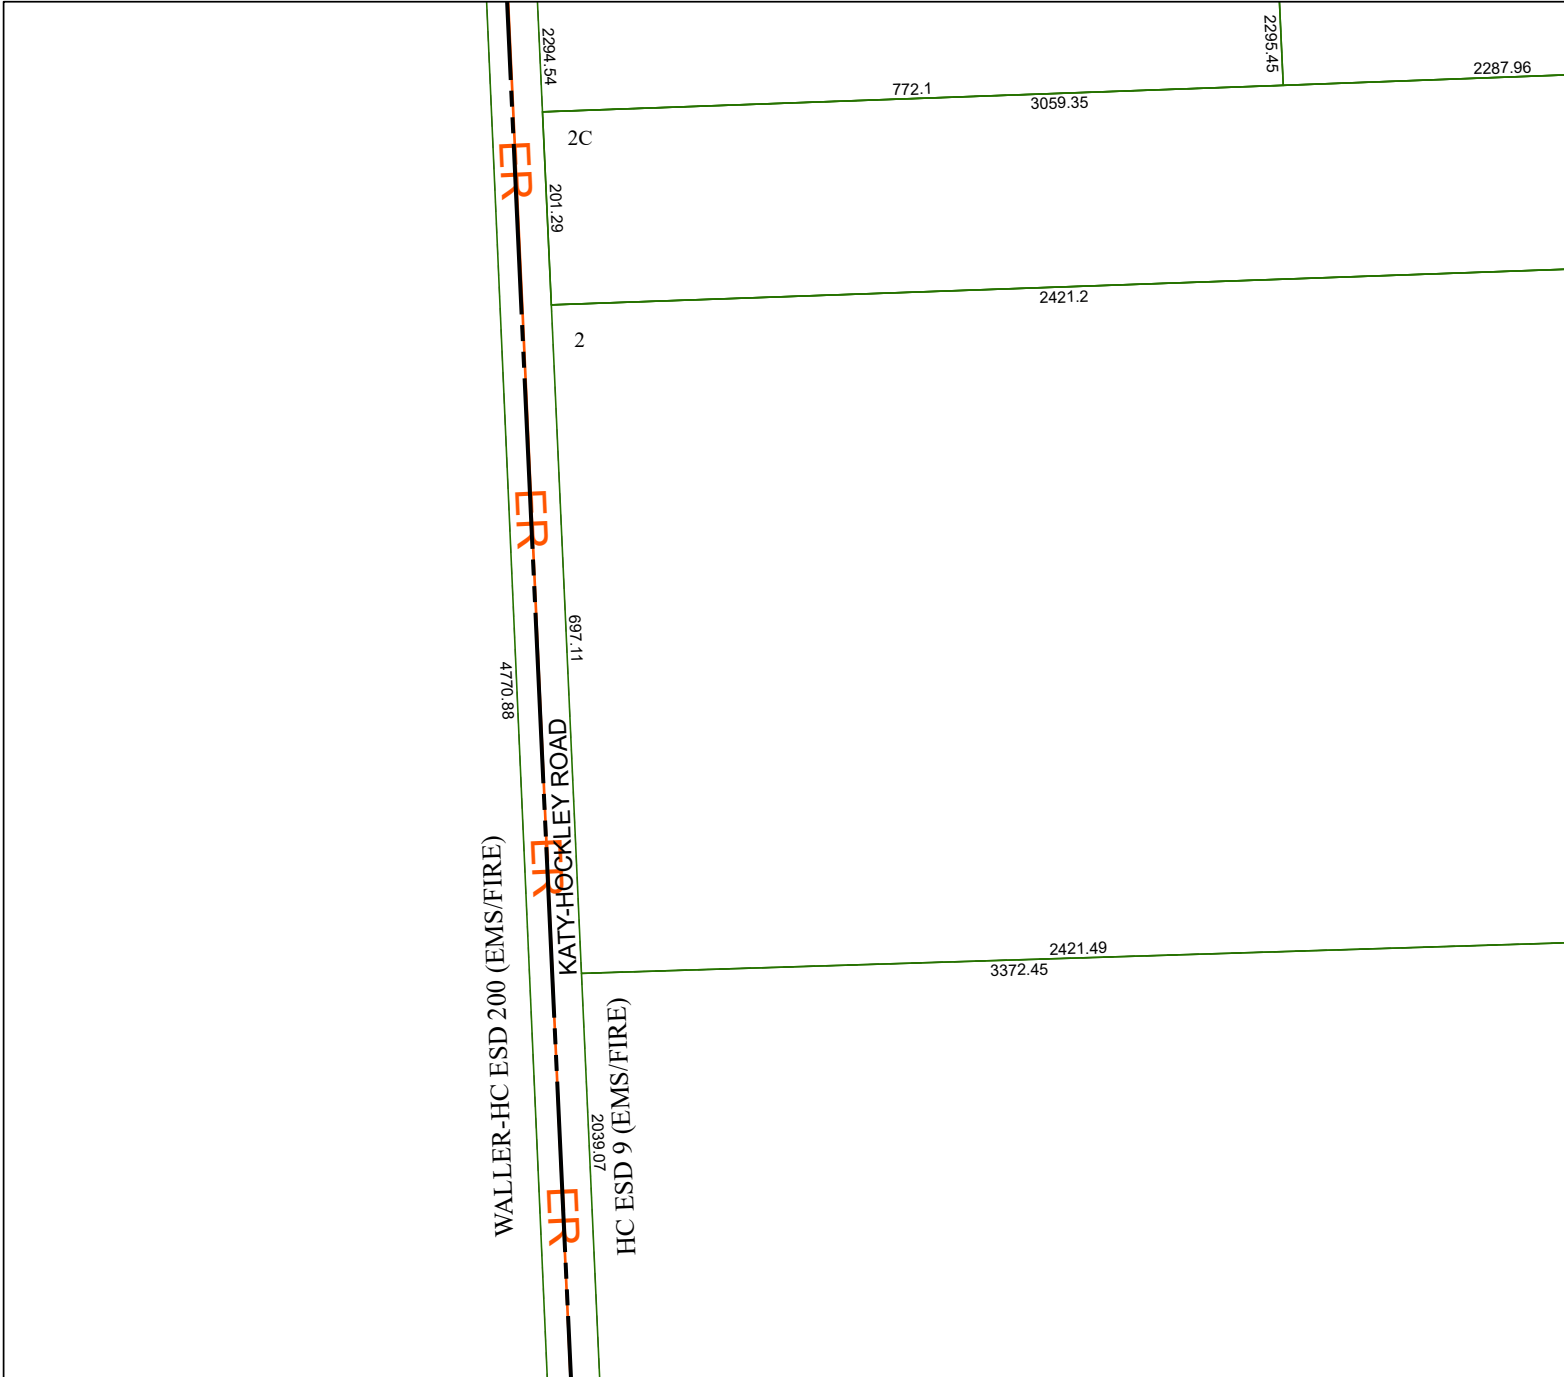 2294.54
2295.45
2287.96
772.1
3059.35
2C
ER
201.29
2421.2
2
ER
697.11
4770.88
KATY-HOCKLEY ROAD
ER
WALLER-HC ESD 200 (EMS/FIRE)
2421.49
3372.45
HC ESD 9 (EMS/FIRE)
2039.07
ER